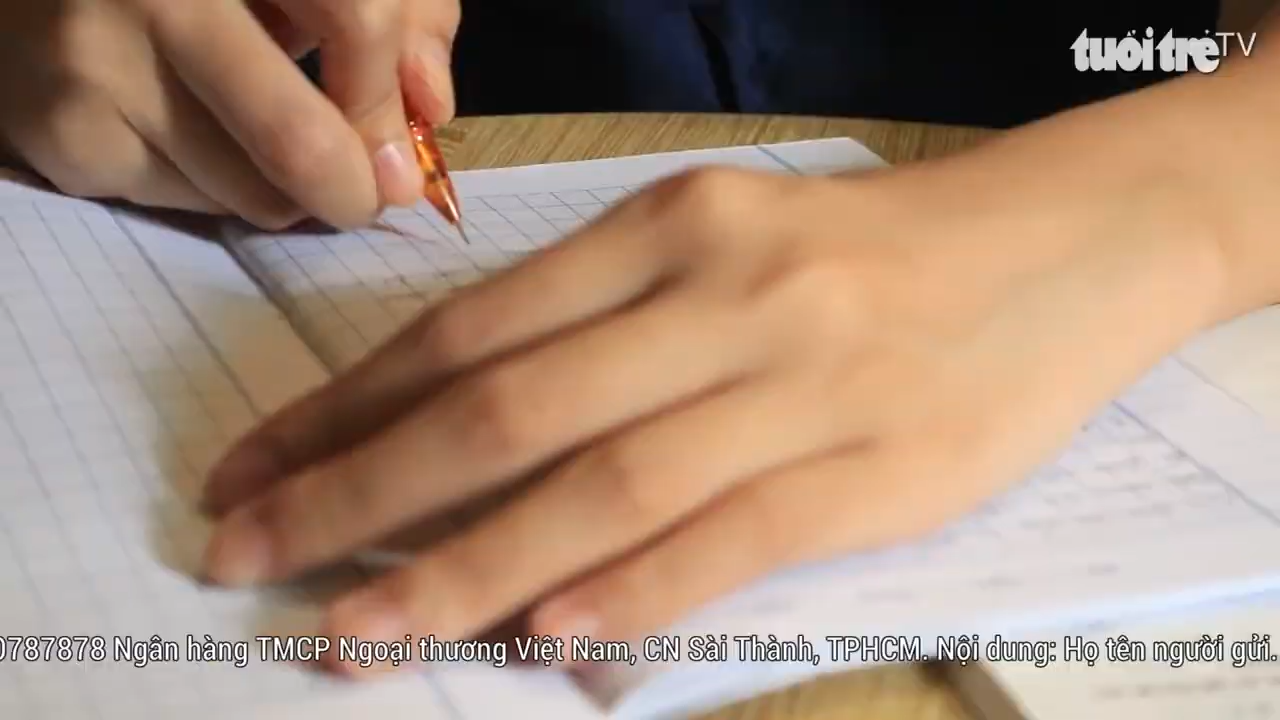 tuổi trẻ TV
0787878 Ngân hàng TMCP Ngoại thương Việt Nam, CN Sài Thành, TPHCM. Nội dung: Họ tên người gửi.